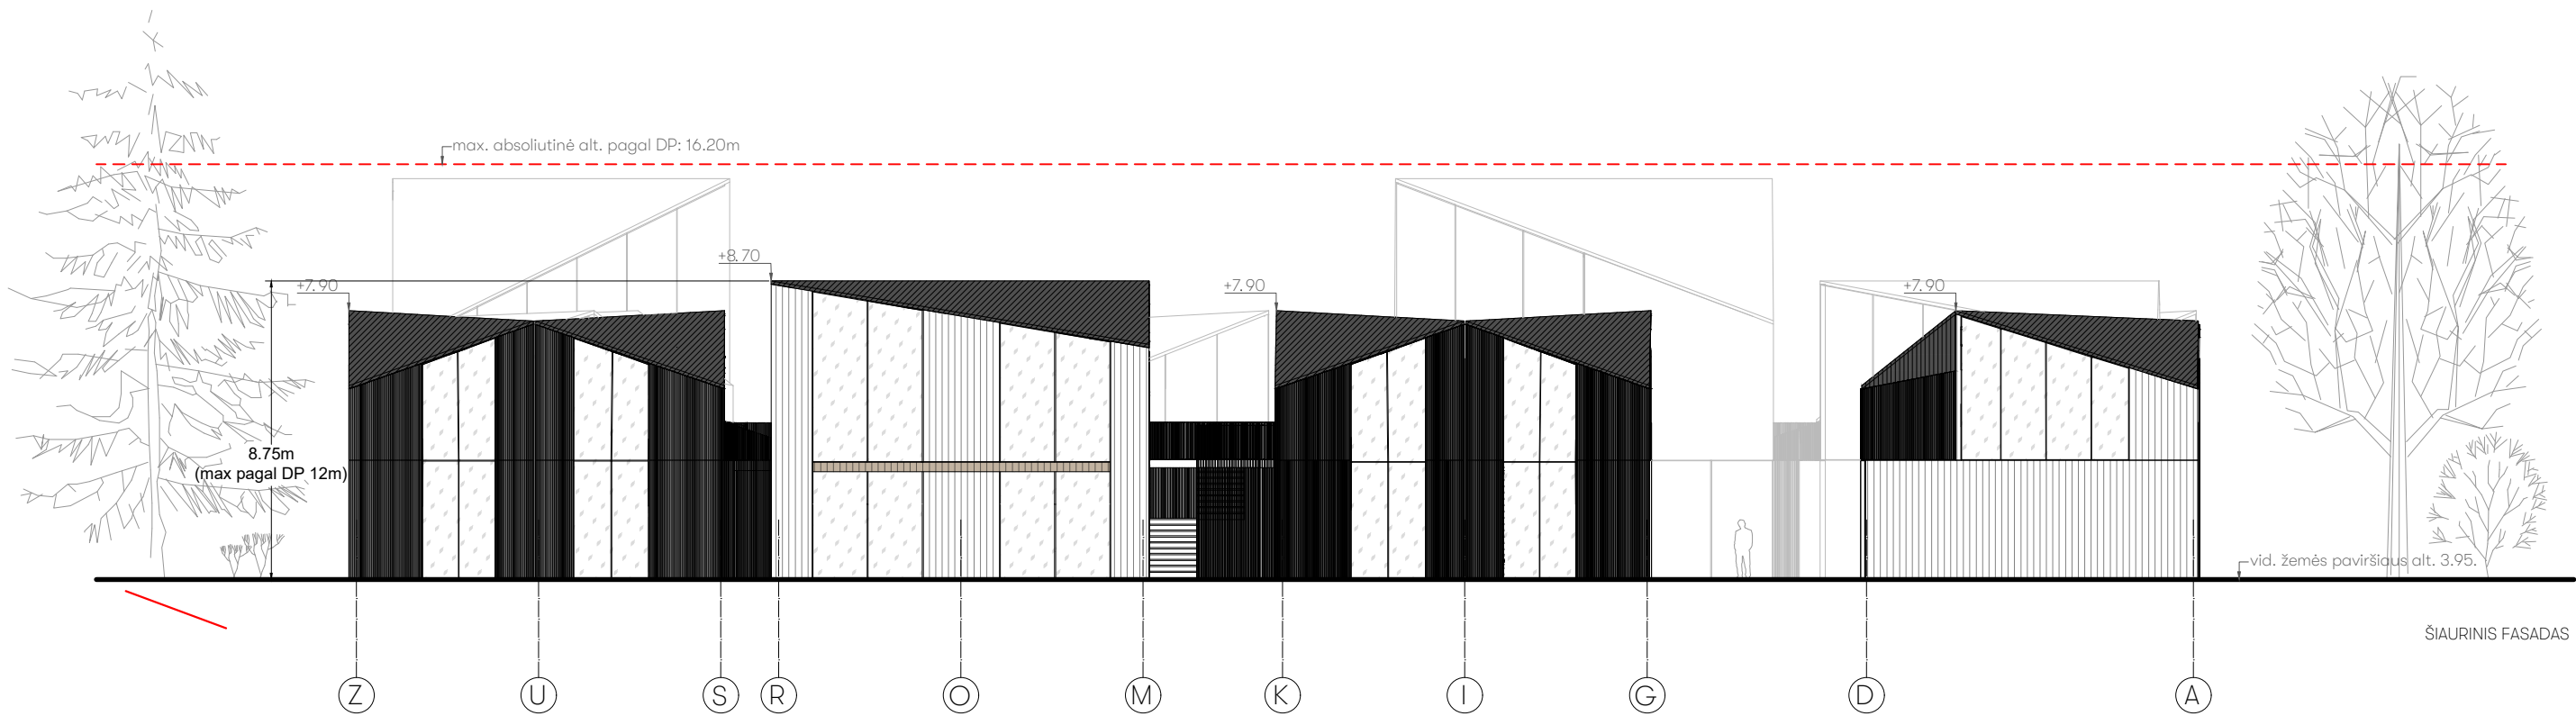 max. absoliutinė alt. pagal DP: 16.20m
+8.70
+7.90
+7.90
+7.90
8.75m
(max pagal DP 12m)
vid. žemės paviršiaus alt. 3.95.
ŠIAURINIS FASADAS
Z U S R O M K I G D A